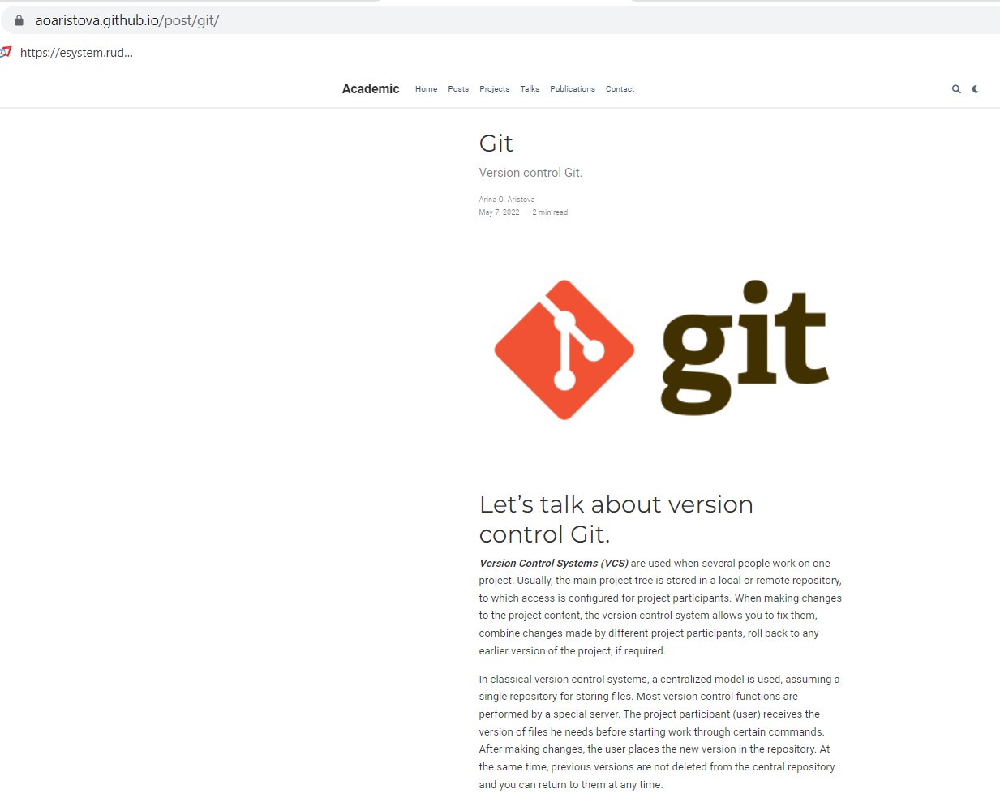 aoaristova.github.io/post/git/
https://esystem.rud...
Academic Home Posts Projects Talks Publications Contact
Git
Version control Git.
Arina O. Aristova
May 7, 2022 · 2 min read
git
Let's talk about version
control Git.
Version Control Systems (VCS) are used when several people work on one
project. Usually, the main project tree is stored in a local or remote repository,
to which access is configured for project participants. When making changes
to the project content, the version control system allows you to fix them,
combine changes made by different project participants, roll back to any
earlier version of the project, if required.
In classical version control systems, a centralized model is used, assuming a
single repository for storing files. Most version control functions are
performed by a special server. The project participant (user) receives the
version of files he needs before starting work through certain commands.
After making changes, the user places the new version in the repository. At
the same time, previous versions are not deleted from the central repository
and you can return to them at any time.